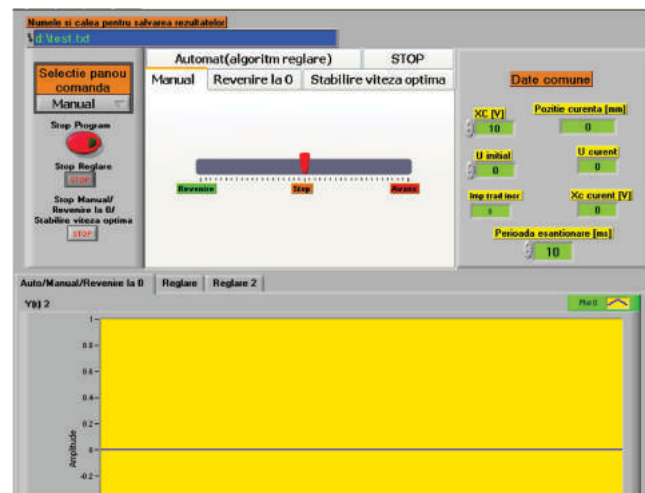 Numele si calea pentru salvarea rezultatelor
d:\test.txt
Selectie panou
comanda
Manual
Stop Program
Stop Reglare
STOP
Stop Manual/
Revenire la 0/
Stabilire viteza optima
STOP
Automat(algoritm reglare) STOP
Manual Revenire la 0 Stabilire viteza optima
Revenire Stop Avans
Date comune
XC [V] Pozitie curenta [mm]
10 0
U initial U curent
0 0
Imp trad incr. Xc curent [V]
0
Perioada esantionare [ms]
10
Auto/Manual/Revenire la 0 Reglare Reglare 2
Y(t) 2 Plot 0
1
0.8
0.6
0.4
0.2
0
-0.2
Amplitude